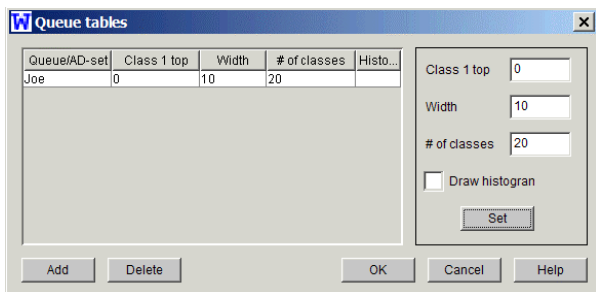 W Queue tables
Queue/AD-set Class 1 top Width # of classes Histo...
Joe 0 10 20
Class 1 top 0
Width 10
# of classes 20
Draw histogran
Set
Add Delete OK Cancel Help